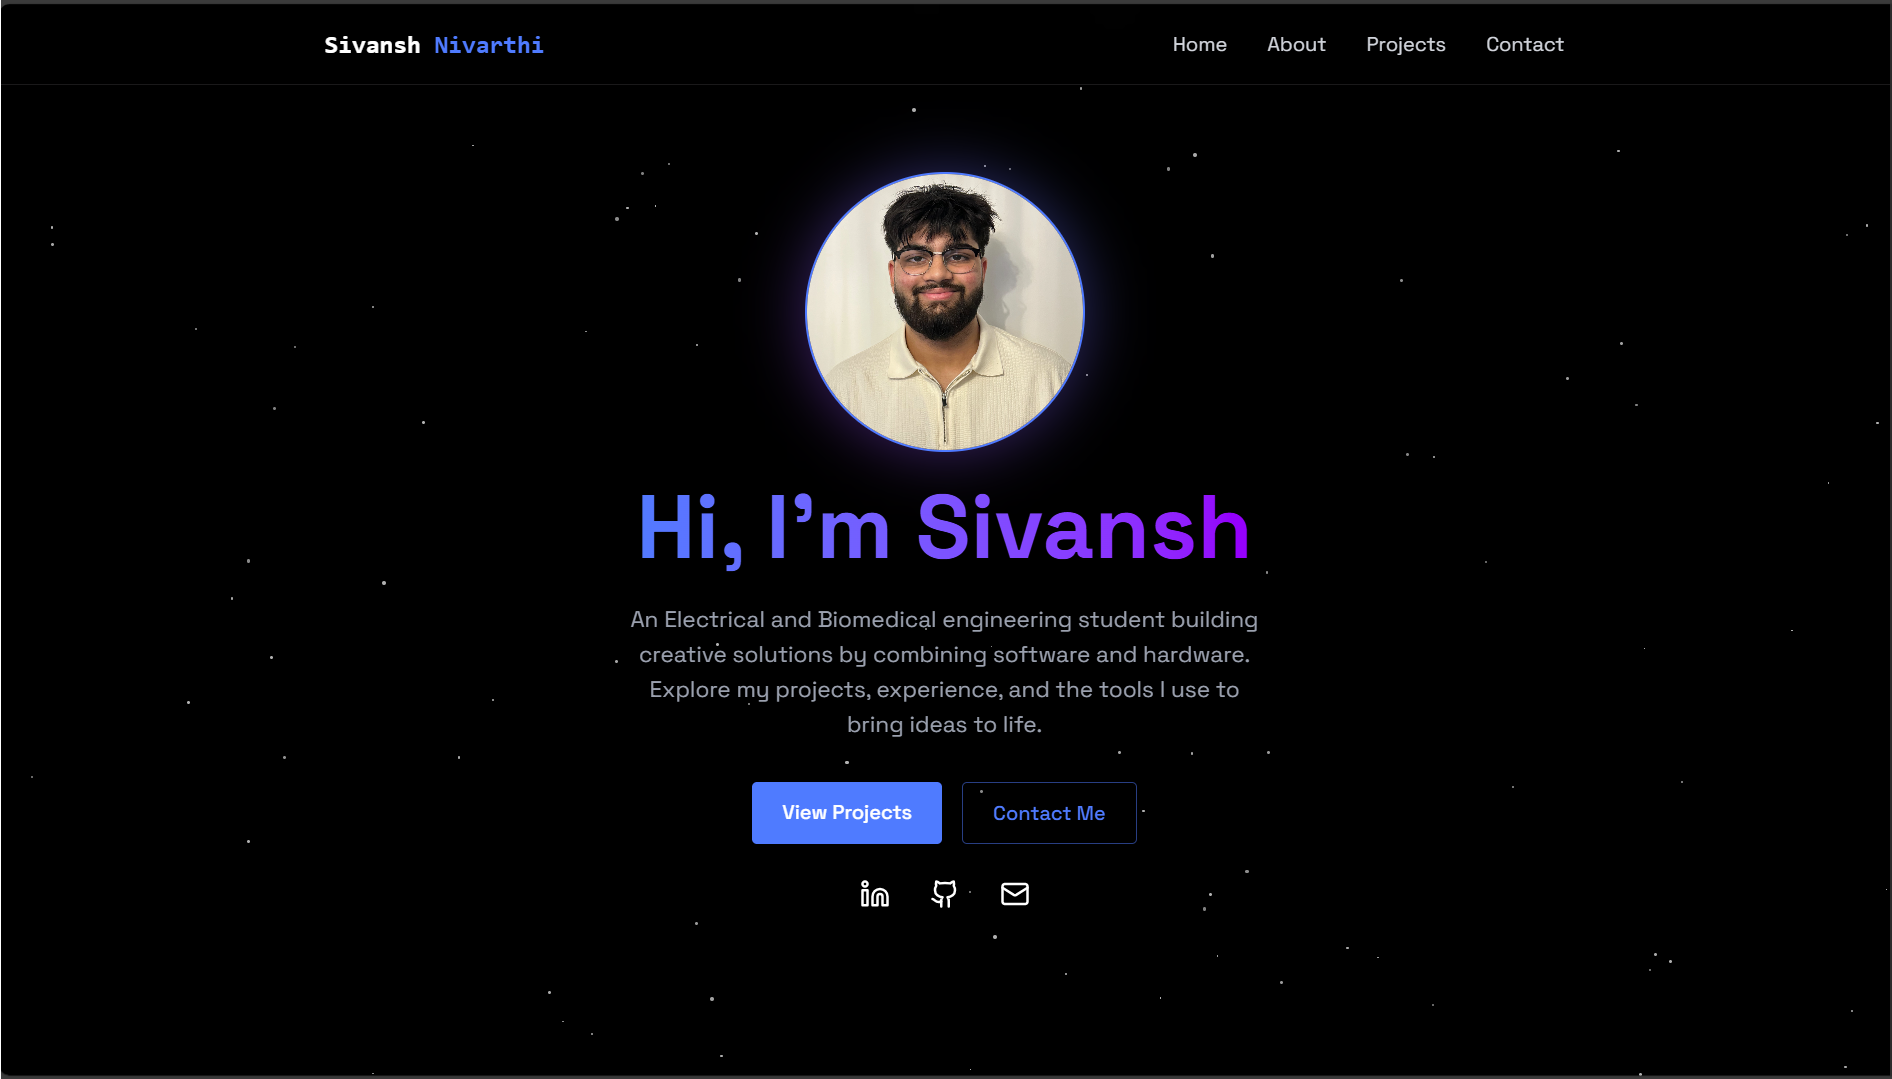 Sivansh Nivarthi
Home About Projects Contact
Hi, I’m Sivansh
An Electrical and Biomedical engineering student building
creative solutions by combining software and hardware.
Explore my projects, experience, and the tools I use to
bring ideas to life.
View Projects Contact Me